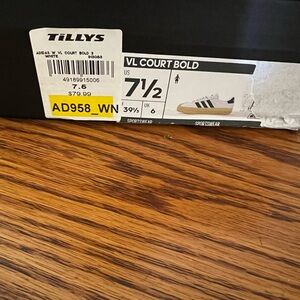 TILLYS
ADIDAS W VL COURT BOLD 3
WHITE
49189915006
7.5
$79.99
AD958_WN
VL COURT BOLD
US
7½
F
39⅓
UK
6
SPORTSWEAR
SPORTSWEAR